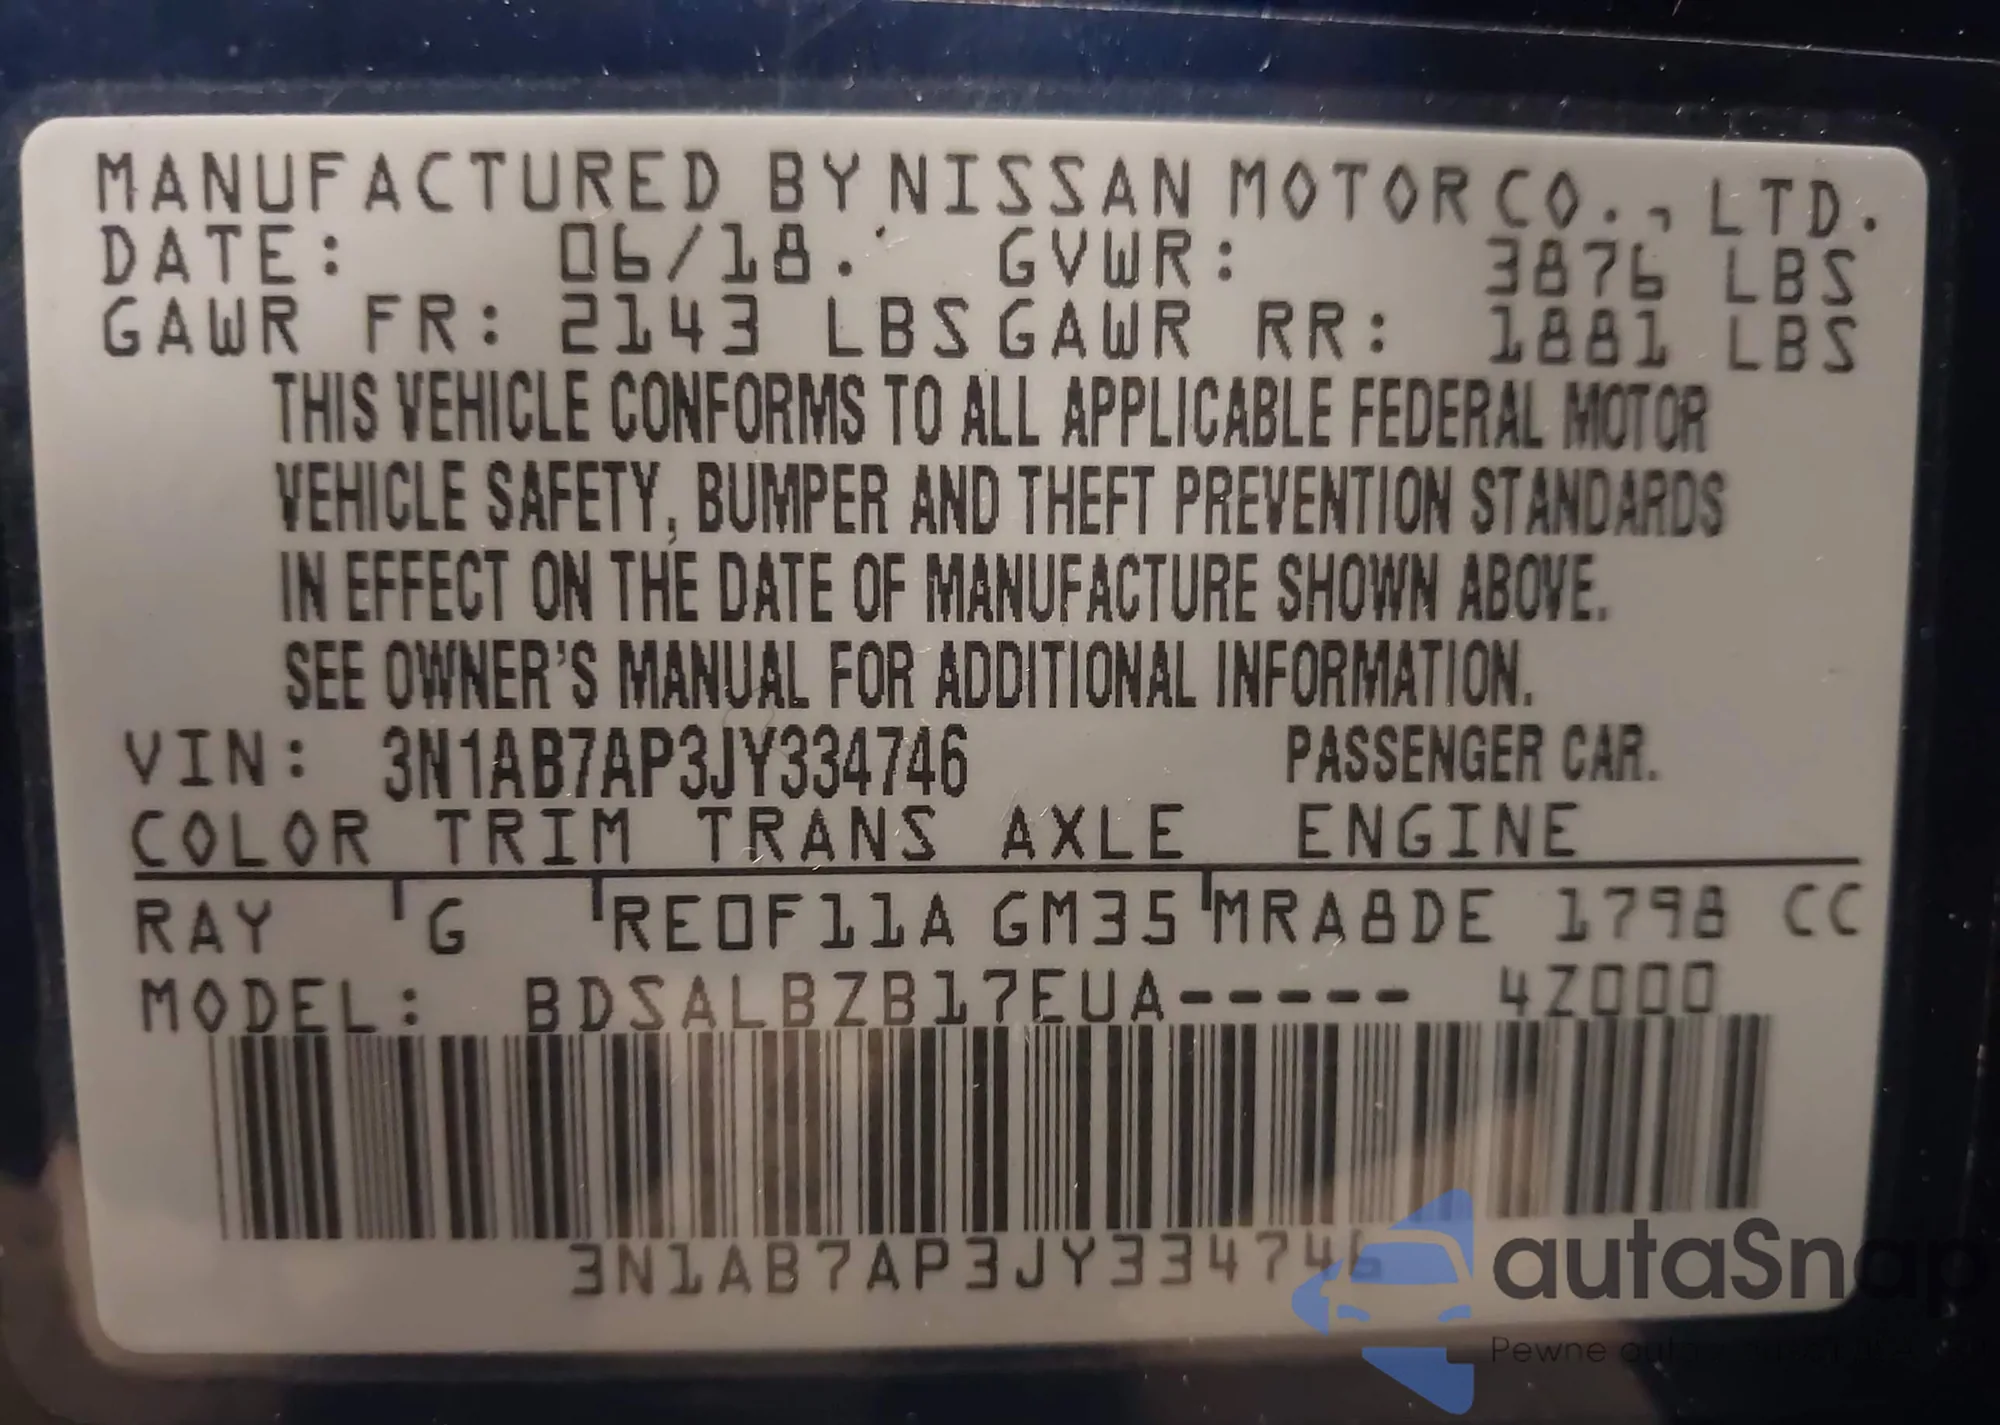 MANUFACTURED BY NISSAN MOTOR CO., LTD.
DATE: 06/18. GVWR: 3876 LBS
GAWR FR: 2143 LBS GAWR RR: 1881 LBS
THIS VEHICLE CONFORMS TO ALL APPLICABLE FEDERAL MOTOR
VEHICLE SAFETY, BUMPER AND THEFT PREVENTION STANDARDS
IN EFFECT ON THE DATE OF MANUFACTURE SHOWN ABOVE.
SEE OWNER'S MANUAL FOR ADDITIONAL INFORMATION.
VIN: 3N1AB7AP3JY334746 PASSENGER CAR.
COLOR TRIM TRANS AXLE ENGINE
RAY G RE0F11A GM35 MRA8DE 1798 CC
MODEL: BDSALBZB17EUA----- 4Z000
3N1AB7AP3JY334746
autaSnap
Pewne